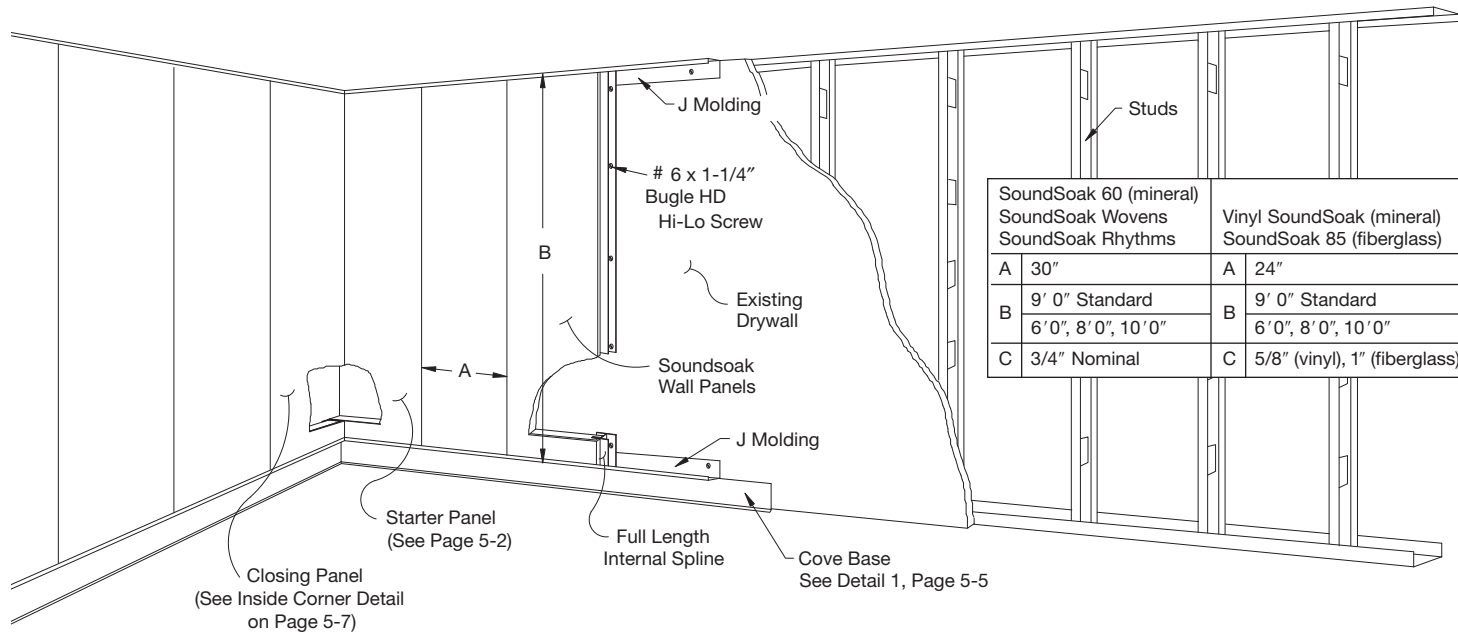 J Molding
Studs
# 6 x 1-1/4"
Bugle HD
Hi-Lo Screw
SoundSoak 60 (mineral)
SoundSoak Wovens
SoundSoak Rhythms
Vinyl SoundSoak (mineral)
SoundSoak 85 (fiberglass)
A 30" A 24"
B 9' 0" Standard B 9' 0" Standard
6'0", 8'0", 10'0" 6'0", 8'0", 10'0"
C 3/4" Nominal C 5/8" (vinyl), 1" (fiberglass)
B
Existing
Drywall
A
Soundsoak
Wall Panels
J Molding
Starter Panel
(See Page 5-2)
Full Length
Internal Spline
Cove Base
See Detail 1, Page 5-5
Closing Panel
(See Inside Corner Detail
on Page 5-7)